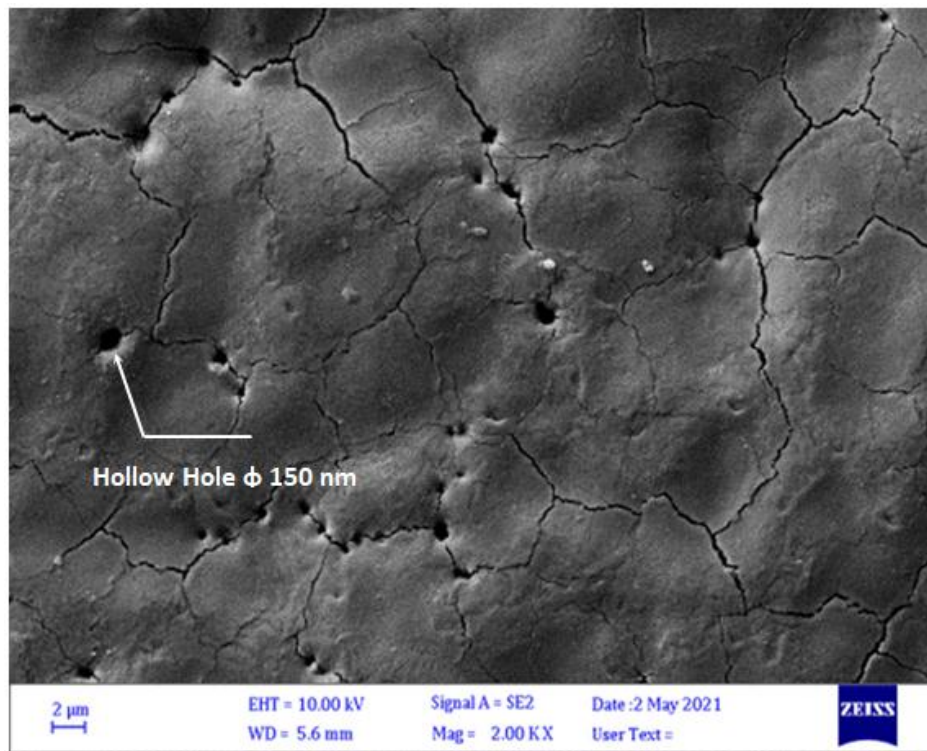 Hollow Hole ф 150 nm
2 µm
EHT = 10.00 kV
Signal A = SE2
Date :2 May 2021
ZEISS
WD = 5.6 mm
Mag = 2.00 K X
User Text =